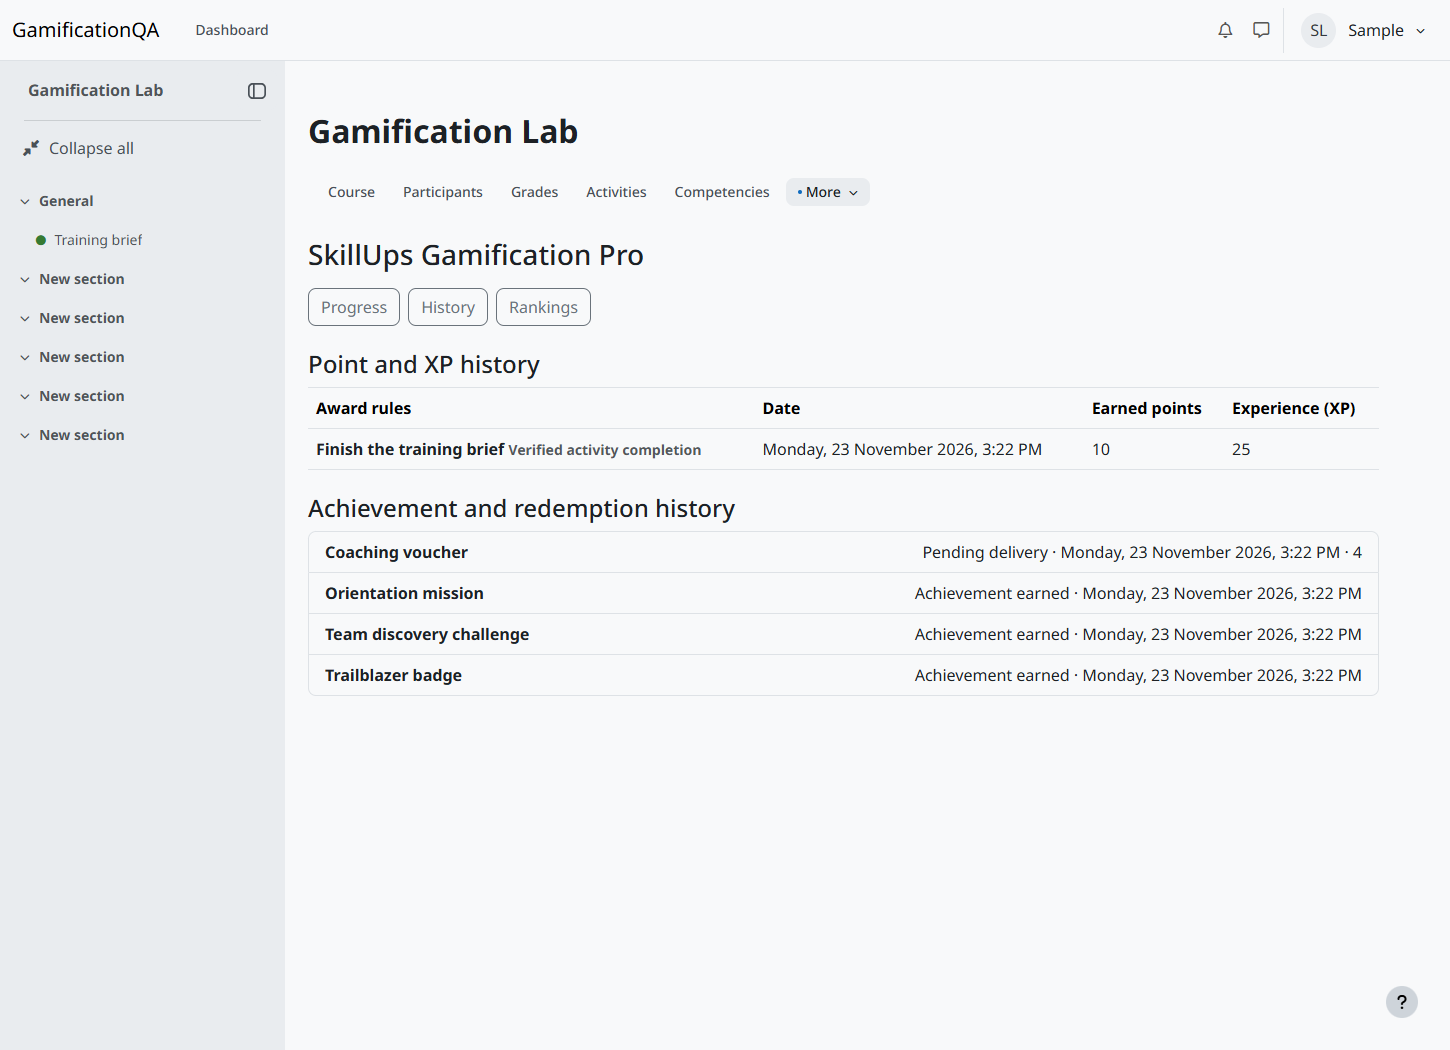 GamificationQA
Dashboard
SL
Sample
Gamification Lab
Collapse all
General
Training brief
New section
New section
New section
New section
New section
Gamification Lab
Course
Participants
Grades
Activities
Competencies
More
SkillUps Gamification Pro
Progress
History
Rankings
Point and XP history
Award rules Date Earned points Experience (XP)
Finish the training brief Verified activity completion Monday, 23 November 2026, 3:22 PM 10 25
Achievement and redemption history
Coaching voucher Pending delivery · Monday, 23 November 2026, 3:22 PM · 4
Orientation mission Achievement earned · Monday, 23 November 2026, 3:22 PM
Team discovery challenge Achievement earned · Monday, 23 November 2026, 3:22 PM
Trailblazer badge Achievement earned · Monday, 23 November 2026, 3:22 PM
?